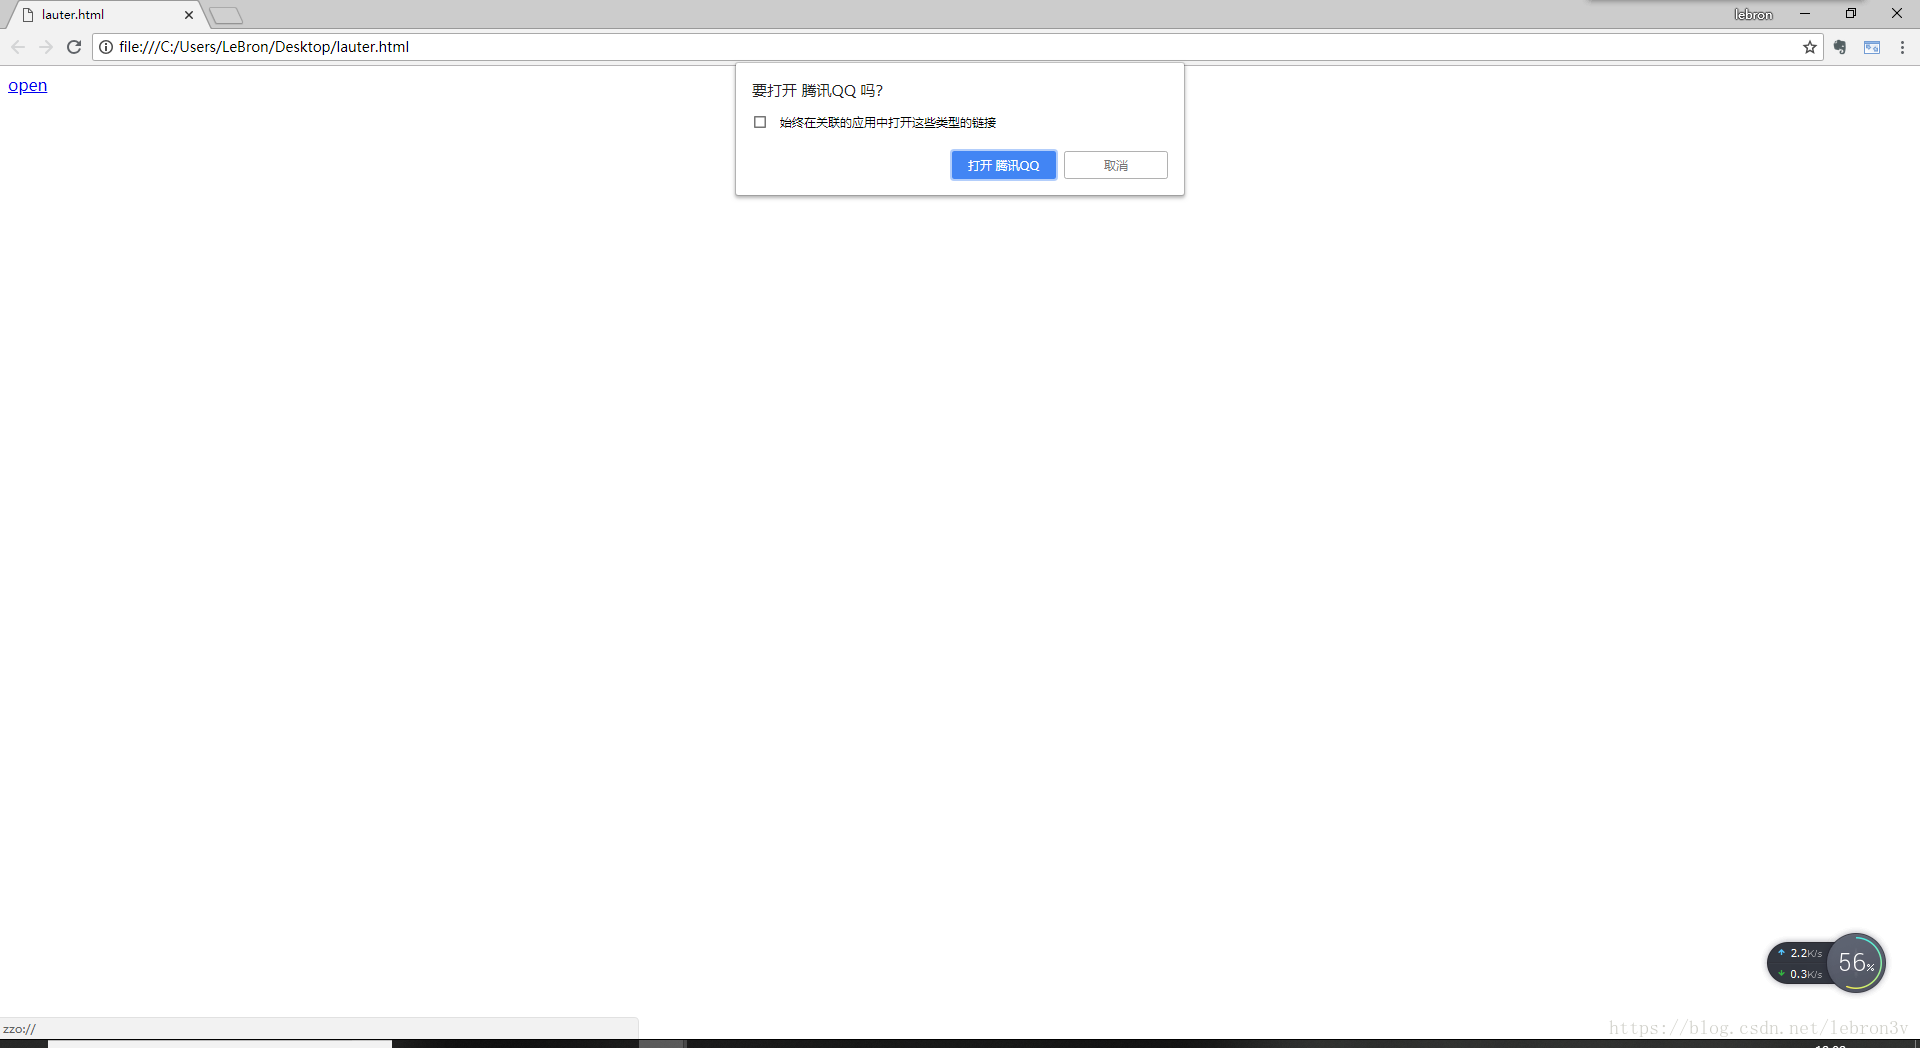 lauter.html
lebron
file:///C:/Users/LeBron/Desktop/lauter.html
open
要打开 腾讯QQ 吗?
始终在关联的应用中打开这些类型的链接
打开 腾讯QQ
取消
2.2K/s
56%
0.3K/s
zzo://
https://blog.csdn.net/lebron3v